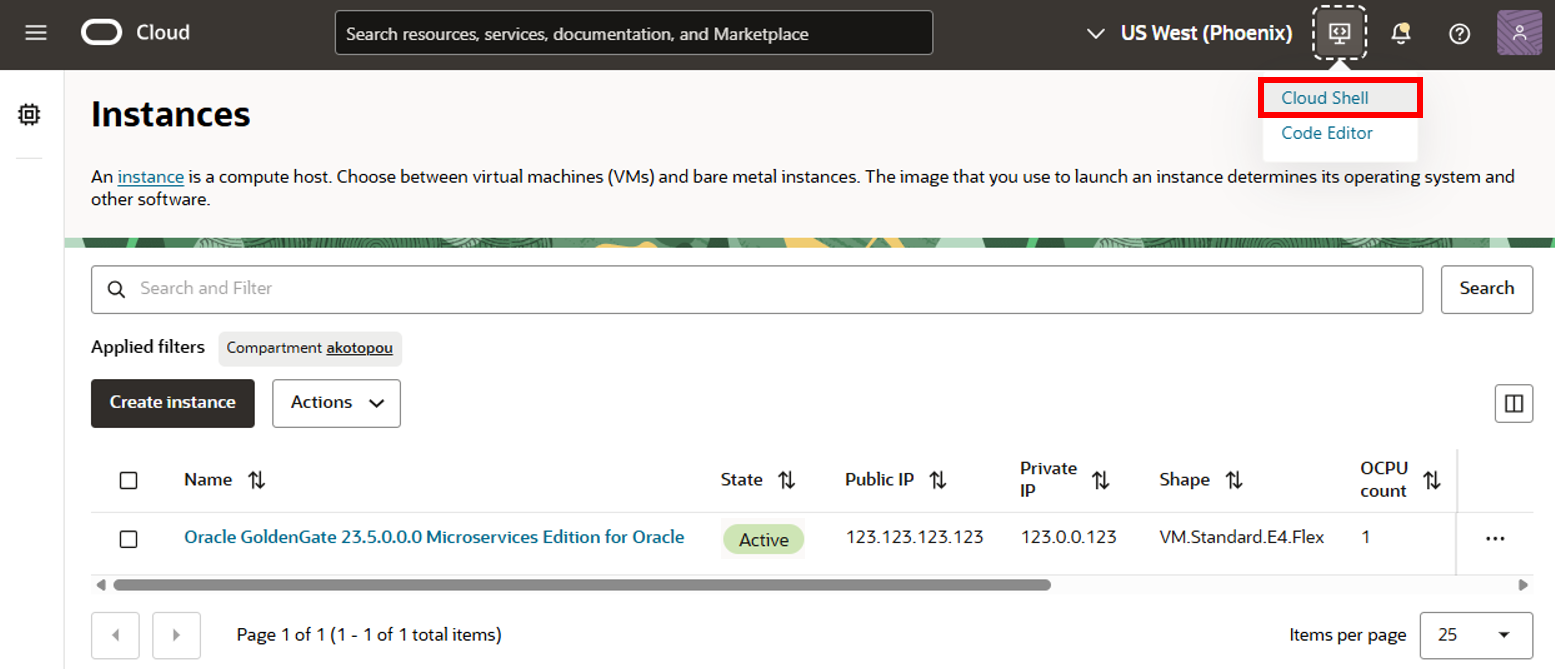 Cloud
Search resources, services, documentation, and Marketplace
US West (Phoenix)
Cloud Shell
Code Editor
Instances
An instance is a compute host. Choose between virtual machines (VMs) and bare metal instances. The image that you use to launch an instance determines its operating system and
other software.
Search and Filter
Search
Applied filters
Compartment akotopou
Create instance
Actions
Name
State
Public IP
Private
IP
Shape
OCPU
count
Oracle GoldenGate 23.5.0.0.0 Microservices Edition for Oracle
Active
123.123.123.123
123.0.0.123
VM.Standard.E4.Flex
1
Page 1 of 1 (1 - 1 of 1 total items)
Items per page
25